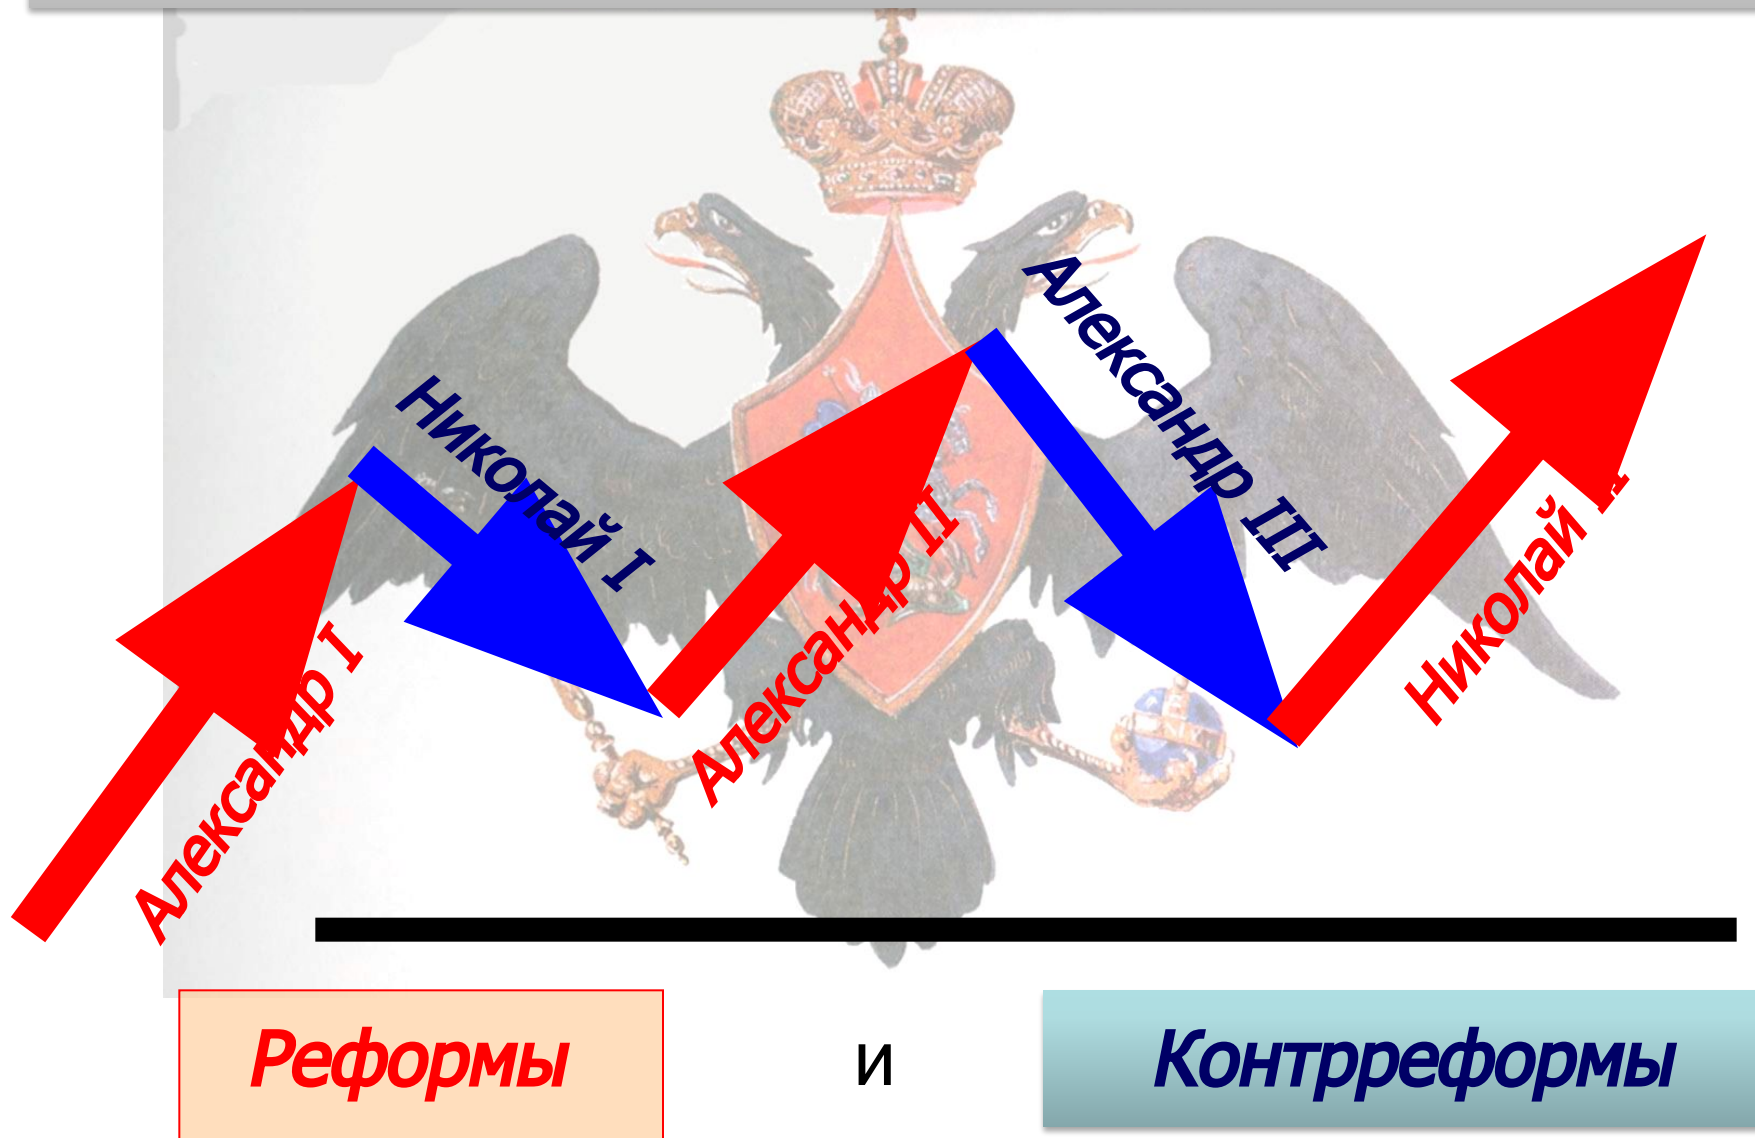 Александр I
Николай I
Александр II
Александр III
Николай
Реформы
и
Контрреформы